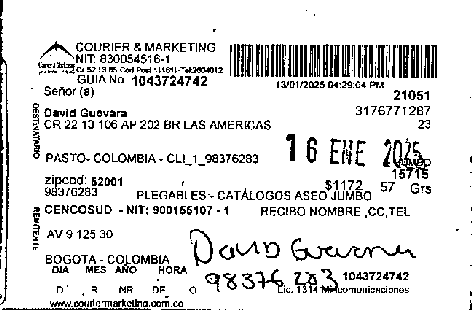 COURIER & MARKETING
NIT: 830054516-1
GUIA No 1043724742
13/01/2025 04:29:04 PM
Señor (a)
21051
David Guevara
3176771287
CR 22 13 106 AP 202 BR LAS AMERICAS
23
DESTINATARIO
16 ENE 2025
PASTO- COLOMBIA - CLI_1_98376283
15715
zipcod: 52001
$1172 57 Grs
98376283
PLEGABLES - CATÁLOGOS ASEO JUMBO
REMITENTE
CENCOSUD - NIT: 900155107 - 1
RECIBO NOMBRE ,CC,TEL
AV 9 125 30
David Guevara
BOGOTA - COLOMBIA
DIA MES AÑO HORA
98376283
1043724742
www.couriermarketing.com.co